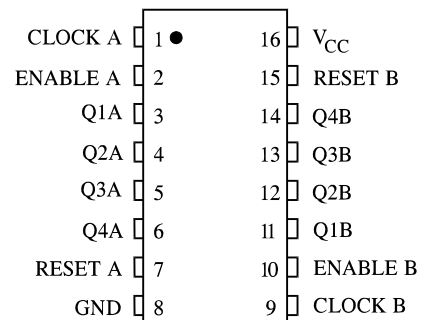 CLOCK A 1 16 VCC
ENABLE A 2 15 RESET B
Q1A 3 14 Q4B
Q2A 4 13 Q3B
Q3A 5 12 Q2B
Q4A 6 11 Q1B
RESET A 7 10 ENABLE B
GND 8 9 CLOCK B